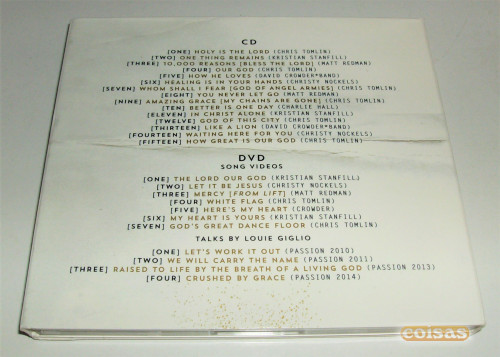 CD
[ONE] HOLY IS THE LORD (CHRIS TOMLIN)
[TWO] ONE THING REMAINS (KRISTIAN STANFILL)
[THREE] 10,000 REASONS [BLESS THE LORD] (MATT REDMAN)
[FOUR] OUR GOD (CHRIS TOMLIN)
[FIVE] HOW HE LOVES (DAVID CROWDER*BAND)
[SIX] HEALING IS IN YOUR HANDS (CHRISTY NOCKELS)
[SEVEN] WHOM SHALL I FEAR [GOD OF ANGEL ARMIES] (CHRIS TOMLIN)
[EIGHT] YOU NEVER LET GO (MATT REDMAN)
[NINE] AMAZING GRACE [MY CHAINS ARE GONE] (CHRIS TOMLIN)
[TEN] BETTER IS ONE DAY (CHARLIE HALL)
[ELEVEN] IN CHRIST ALONE (KRISTIAN STANFILL)
[TWELVE] GOD OF THIS CITY (CHRIS TOMLIN)
[THIRTEEN] LIKE A LION (DAVID CROWDER*BAND)
[FOURTEEN] WAITING HERE FOR YOU (CHRISTY NOCKELS)
[FIFTEEN] HOW GREAT IS OUR GOD (CHRIS TOMLIN)
DVD
SONG VIDEOS
[ONE] THE LORD OUR GOD (KRISTIAN STANFILL)
[TWO] LET IT BE JESUS (CHRISTY NOCKELS)
[THREE] MERCY [FROM LIFT] (MATT REDMAN)
[FOUR] WHITE FLAG (CHRIS TOMLIN)
[FIVE] HERE'S MY HEART (CROWDER)
[SIX] MY HEART IS YOURS (KRISTIAN STANFILL)
[SEVEN] GOD'S GREAT DANCE FLOOR (CHRIS TOMLIN)
TALKS BY LOUIE GIGLIO
[ONE] LET'S WORK IT OUT (PASSION 2010)
[TWO] WE WILL CARRY THE NAME (PASSION 2011)
[THREE] RAISED TO LIFE BY THE BREATH OF A LIVING GOD (PASSION 2013)
[FOUR] CRUSHED BY GRACE (PASSION 2014)
coisas